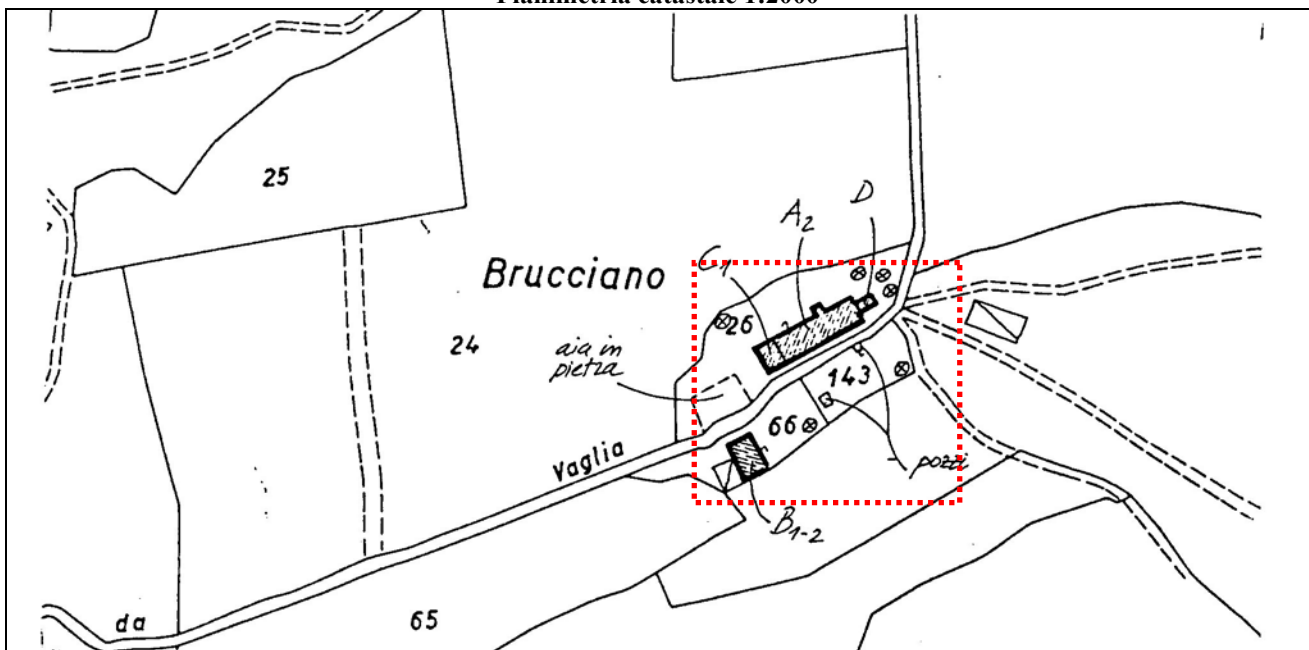 Planimetria catastale 1:2000
25
D
A2
C1
Brucciano
26
24
aia in
pietra
143
66
Vaglia
pozzi
B1-2
da
65